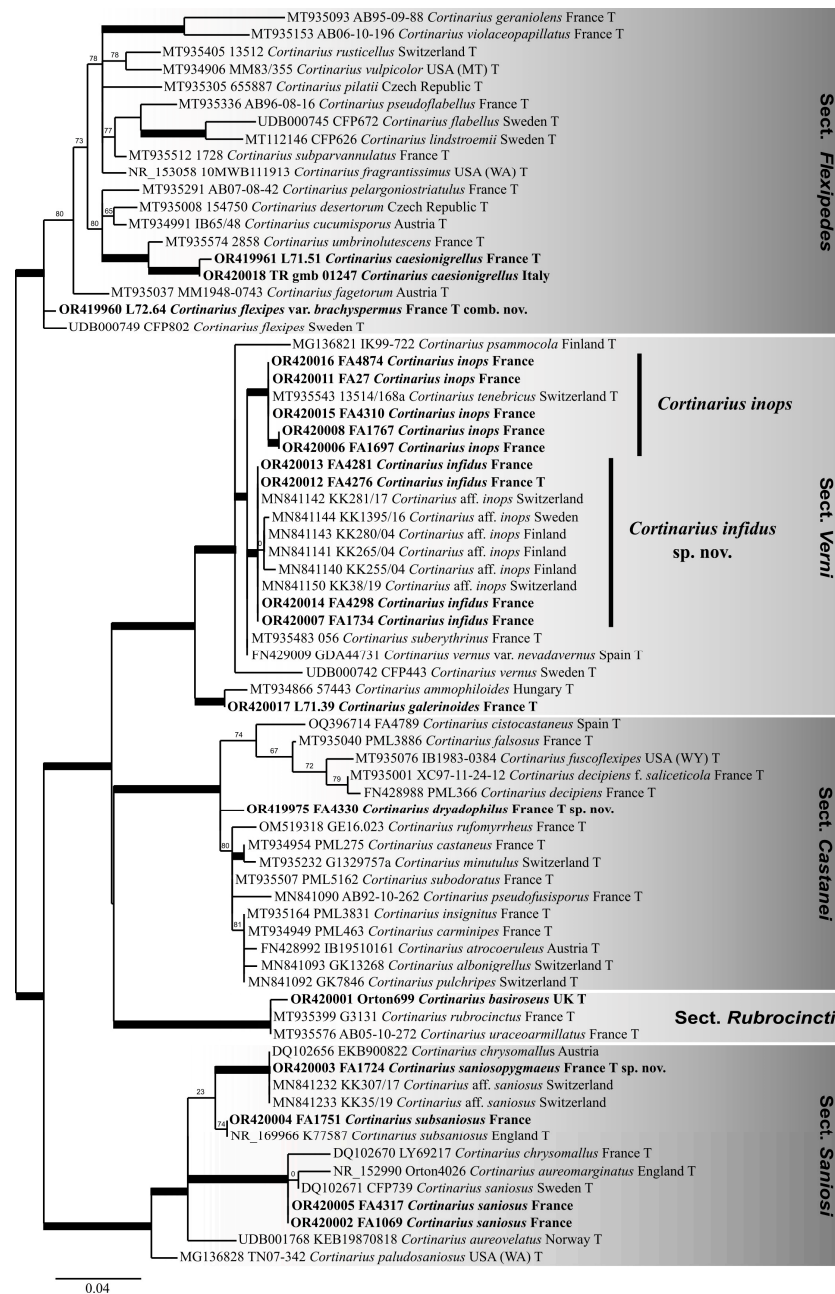 MT935093 AB95-09-88 Cortinarius geraniolens France T
MT935153 AB06-10-196 Cortinarius violaceopapillatus France T
78
78
MT935405 13512 Cortinarius rusticellus Switzerland T
MT934906 MM83/355 Cortinarius vulpicolor USA (MT) T
MT935305 655887 Cortinarius pilatii Czech Republic T
MT935336 AB96-08-16 Cortinarius pseudoflabellus France T
UDB000745 CFP672 Cortinarius flabellus Sweden T
77
MT112146 CFP626 Cortinarius lindstroemii Sweden T
73
MT935512 1728 Cortinarius subparvannulatus France T
NR_153058 10MWB111913 Cortinarius fragrantissimus USA (WA) T
MT935291 AB07-08-42 Cortinarius pelargoniostriatulus France T
65
MT935008 154750 Cortinarius desertorum Czech Republic T
80
80
MT934991 IB65/48 Cortinarius cucumisporus Austria T
MT935574 2858 Cortinarius umbrinolutescens France T
OR419961 L71.51 Cortinarius caesionigrellus France T
OR420018 TR gmb 01247 Cortinarius caesionigrellus Italy
MT935037 MM1948-0743 Cortinarius fagetorum Austria T
OR419960 L72.64 Cortinarius flexipes var. brachyspermus France T comb. nov.
UDB000749 CFP802 Cortinarius flexipes Sweden T
Sect. Flexipedes
MG136821 IK99-722 Cortinarius psammocola Finland T
OR420016 FA4874 Cortinarius inops France
OR420011 FA27 Cortinarius inops France
MT935543 13514/168a Cortinarius tenebricus Switzerland T
OR420015 FA4310 Cortinarius inops France
OR420008 FA1767 Cortinarius inops France
OR420006 FA1697 Cortinarius inops France
Cortinarius inops
OR420013 FA4281 Cortinarius infidus France
OR420012 FA4276 Cortinarius infidus France T
MN841142 KK281/17 Cortinarius aff. inops Switzerland
MN841144 KK1395/16 Cortinarius aff. inops Sweden
0
MN841143 KK280/04 Cortinarius aff. inops Finland
MN841141 KK265/04 Cortinarius aff. inops Finland
MN841140 KK255/04 Cortinarius aff. inops Finland
MN841150 KK38/19 Cortinarius aff. inops Switzerland
OR420014 FA4298 Cortinarius infidus France
OR420007 FA1734 Cortinarius infidus France
Cortinarius infidus
sp. nov.
MT935483 056 Cortinarius suberythrinus France T
FN429009 GDA44731 Cortinarius vernus var. nevadavernus Spain T
UDB000742 CFP443 Cortinarius vernus Sweden T
MT934866 57443 Cortinarius ammophiloides Hungary T
OR420017 L71.39 Cortinarius galerinoides France T
Sect. Verni
OQ396714 FA4789 Cortinarius cistocastaneus Spain T
74
MT935040 PML3886 Cortinarius falsosus France T
67
MT935076 IB1983-0384 Cortinarius fuscoflexipes USA (WY) T
72
MT935001 XC97-11-24-12 Cortinarius decipiens f. saliceticola France T
79
FN428988 PML366 Cortinarius decipiens France T
OR419975 FA4330 Cortinarius dryadophilus France T sp. nov.
OM519318 GE16.023 Cortinarius rufomyrrheus France T
80
MT934954 PML275 Cortinarius castaneus France T
MT935232 G1329757a Cortinarius minutulus Switzerland T
MT935507 PML5162 Cortinarius subodoratus France T
MN841090 AB92-10-262 Cortinarius pseudofusisporus France T
MT935164 PML3831 Cortinarius insignitus France T
81
MT934949 PML463 Cortinarius carminipes France T
FN428992 IB19510161 Cortinarius atrocoeruleus Austria T
MN841093 GK13268 Cortinarius albonigrellus Switzerland T
MN841092 GK7846 Cortinarius pulchripes Switzerland T
Sect. Castanei
OR420001 Orton699 Cortinarius basiroseus UK T
MT935399 G3131 Cortinarius rubrocinctus France T
MT935576 AB05-10-272 Cortinarius uraceoarmillatus France T
Sect. Rubrocincti
DQ102656 EKB900822 Cortinarius chrysomallus Austria
OR420003 FA1724 Cortinarius saniosopygmaeus France T sp. nov.
MN841232 KK307/17 Cortinarius aff. saniosus Switzerland
23
MN841233 KK35/19 Cortinarius aff. saniosus Switzerland
74
OR420004 FA1751 Cortinarius subsaniosus France
NR_169966 K77587 Cortinarius subsaniosus England T
DQ102670 LY69217 Cortinarius chrysomallus France T
NR_152990 Orton4026 Cortinarius aureomarginatus England T
0
DQ102671 CFP739 Cortinarius saniosus Sweden T
OR420005 FA4317 Cortinarius saniosus France
OR420002 FA1069 Cortinarius saniosus France
UDB001768 KEB19870818 Cortinarius aureovelatus Norway T
MG136828 TN07-342 Cortinarius paludosaniosus USA (WA) T
Sect. Saniosi
0.04